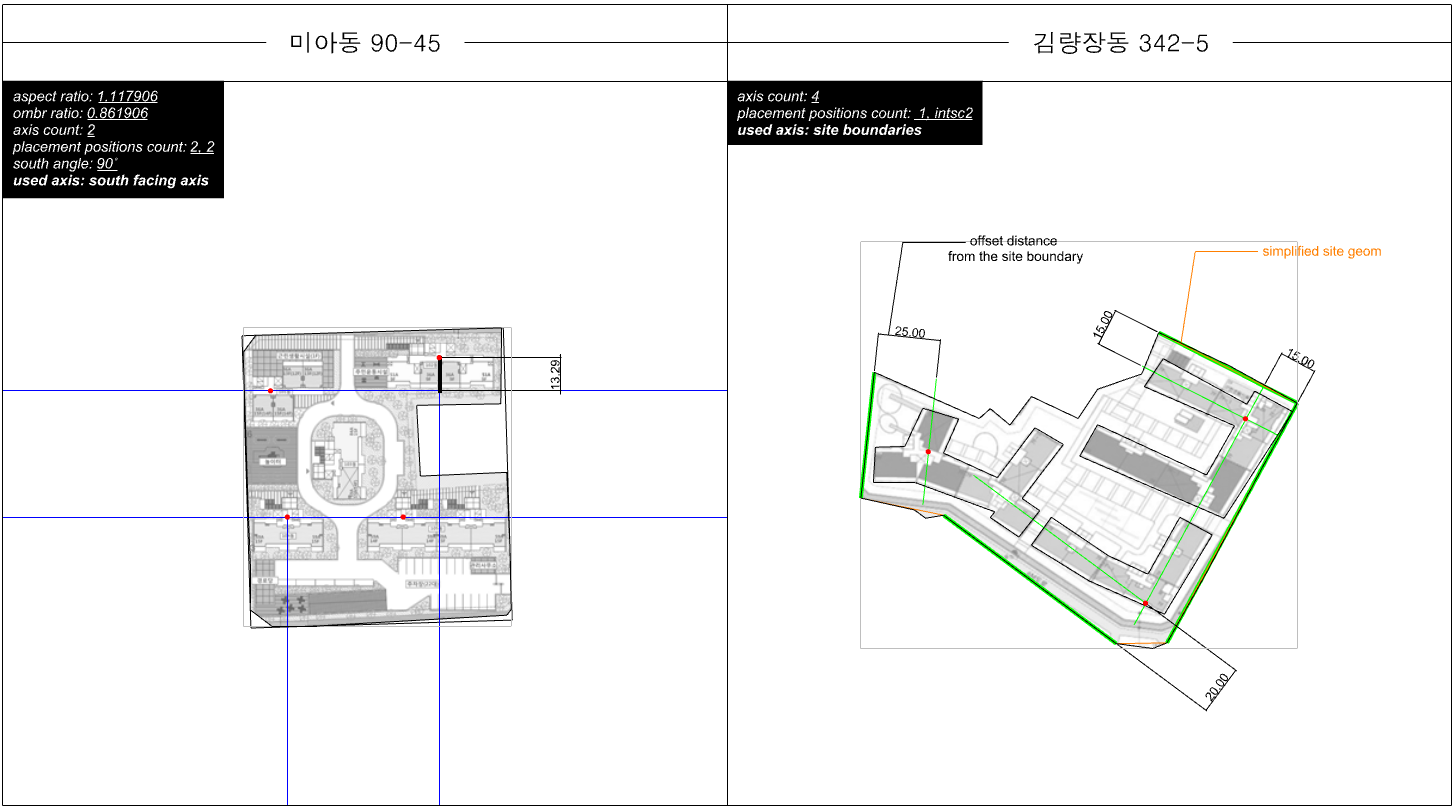 미아동 90-45
aspect ratio: 1.117906
ombr ratio: 0.861906
axis count: 2
placement positions count: 2, 2
south angle: 90°
used axis: south facing axis
13.29
김량장동 342-5
axis count: 4
placement positions count: 1, intsc2
used axis: site boundaries
offset distance
from the site boundary
simplified site geom
25.00
15.00
15.00
20.00